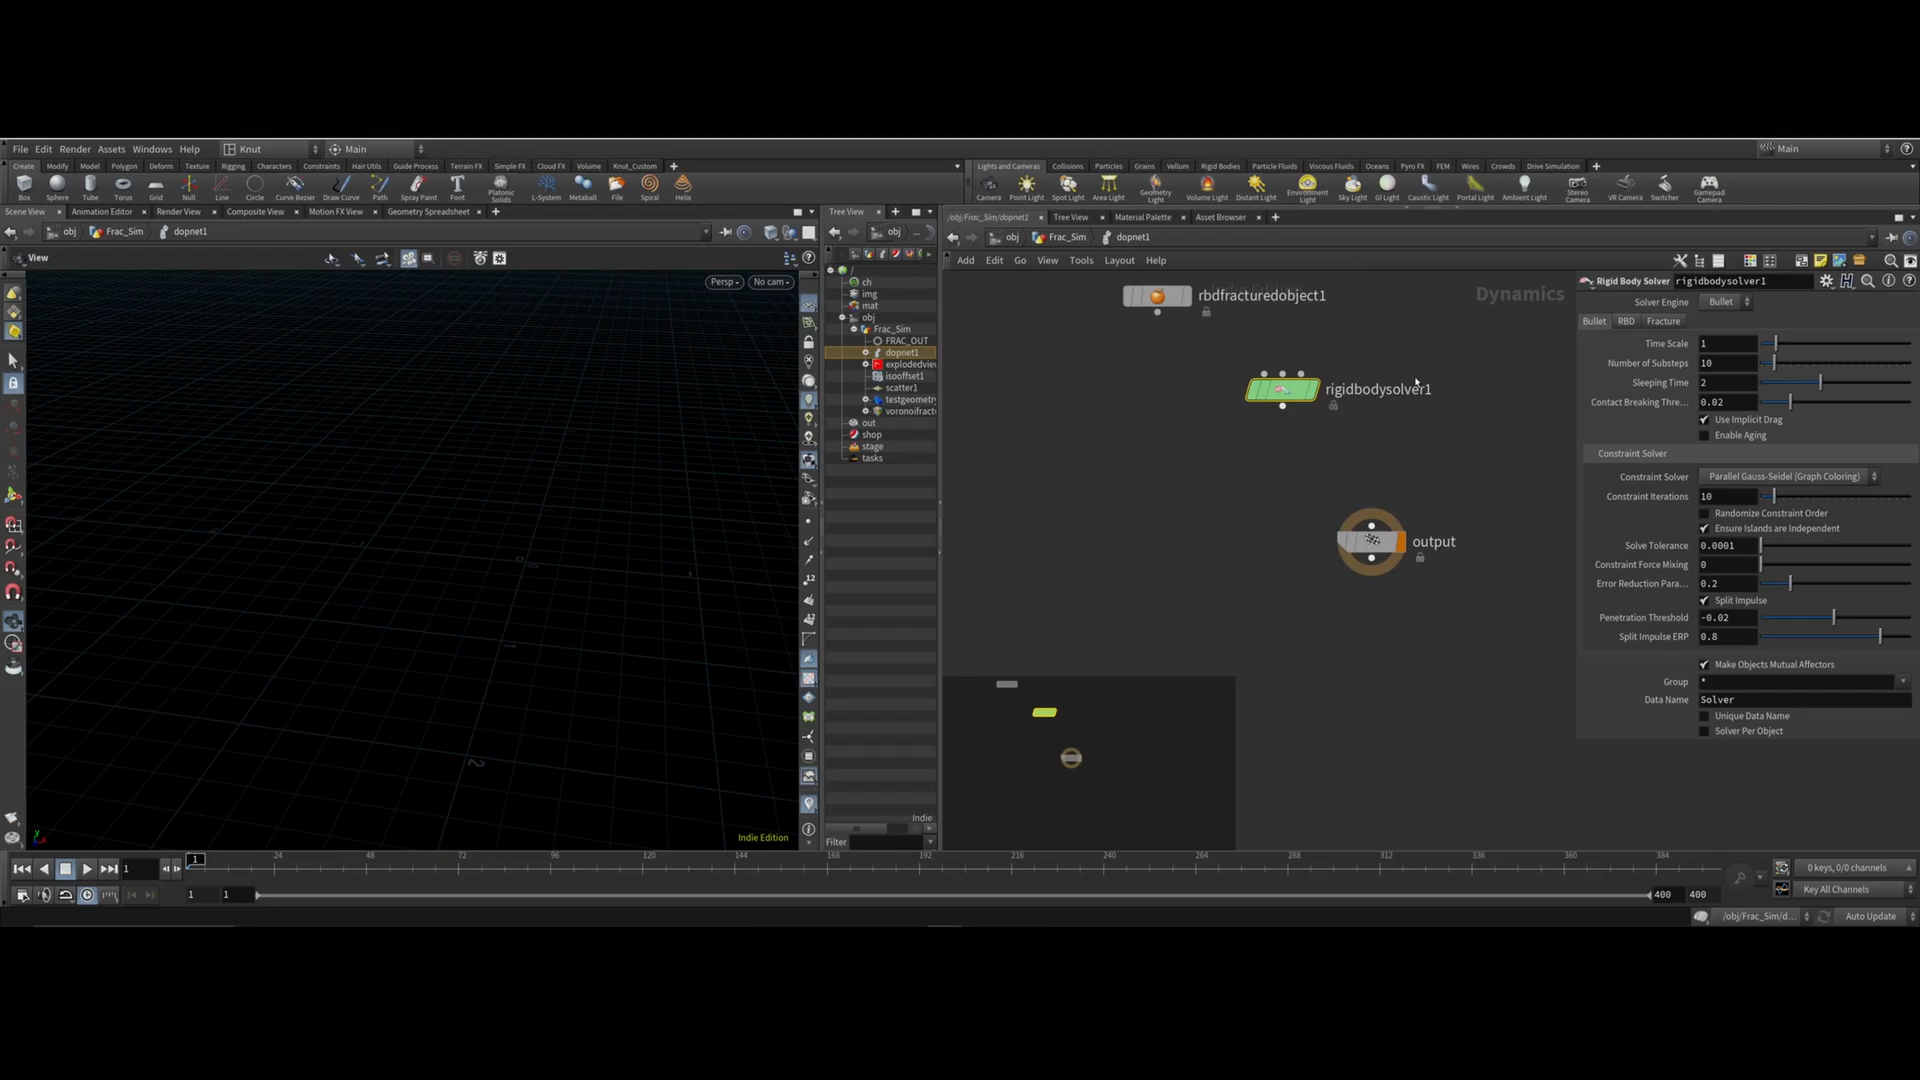 File Edit Render Assets Windows Help Knut Main Main
Create Modify Model Polygon Deform Texture Rigging Characters Constraints Hair Utils Guide Process Terrain FX Simple FX Cloud FX Volume Knut_Custom
Lights and Cameras Collisions Particles Grains Vellum Rigid Bodies Particle Fluids Viscous Fluids Oceans Pyro FX FEM Wires Crowds Drive Simulation
Box Sphere Tube Torus Grid Null Line Circle Curve Bezier Draw Curve Path Spray Paint Font Platonic Solids L-System Metaball File Spiral Helix
Camera Point Light Spot Light Area Light Geometry Light Volume Light Distant Light Environment Light Sky Light GI Light Caustic Light Portal Light Ambient Light Stereo Camera VR Camera Switcher Gamepad Camera
Scene View Animation Editor Render View Composite View Motion FX View Geometry Spreadsheet
Tree View
/obj/Frac_Sim/dopnet1 Tree View Material Palette Asset Browser
obj Frac_Sim dopnet1
obj ...
obj Frac_Sim dopnet1
View
Persp No cam
Add Edit Go View Tools Layout Help
/
ch
img
mat
obj
Frac_Sim
FRAC_OUT
dopnet1
explodedview
isooffset1
scatter1
testgeometry
voronoifract
out
shop
stage
tasks
Indie
Filter
Indie Edition
rbdfracturedobject1
Indie Edition
Dynamics
rigidbodysolver1
output
Rigid Body Solver rigidbodysolver1
Solver Engine Bullet
Bullet RBD Fracture
Time Scale 1
Number of Substeps 10
Sleeping Time 2
Contact Breaking Thre... 0.02
Use Implicit Drag
Enable Aging
Constraint Solver
Constraint Solver Parallel Gauss-Seidel (Graph Coloring)
Constraint Iterations 10
Randomize Constraint Order
Ensure Islands are Independent
Solve Tolerance 0.0001
Constraint Force Mixing 0
Error Reduction Para... 0.2
Split Impulse
Penetration Threshold -0.02
Split Impulse ERP 0.8
Make Objects Mutual Affectors
Group *
Data Name Solver
Unique Data Name
Solver Per Object
1 1 24 48 72 96 120 144 168 192 216 240 264 288 312 336 360 384
0 keys, 0/0 channels
1 1 400 400
Key All Channels
/obj/Frac_Sim/d... Auto Update